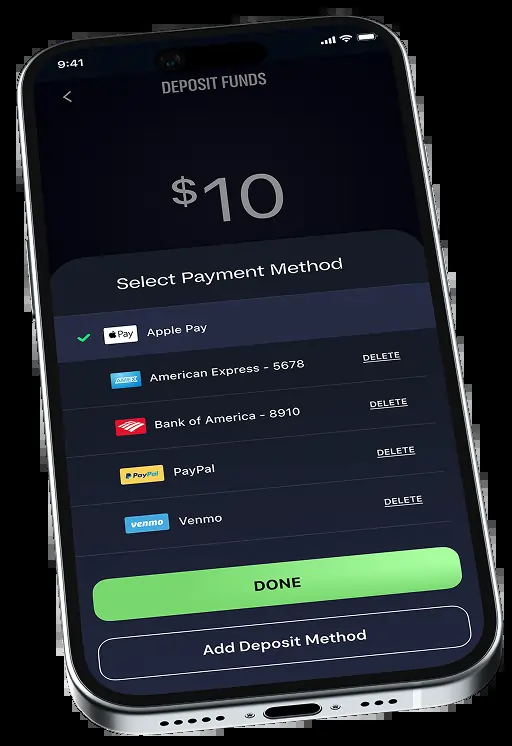 9:41
DEPOSIT FUNDS
$10
Select Payment Method
Pay Apple Pay
AMEX American Express - 5678 DELETE
Bank of America - 8910 DELETE
PayPal PayPal DELETE
venmo Venmo DELETE
DONE
Add Deposit Method